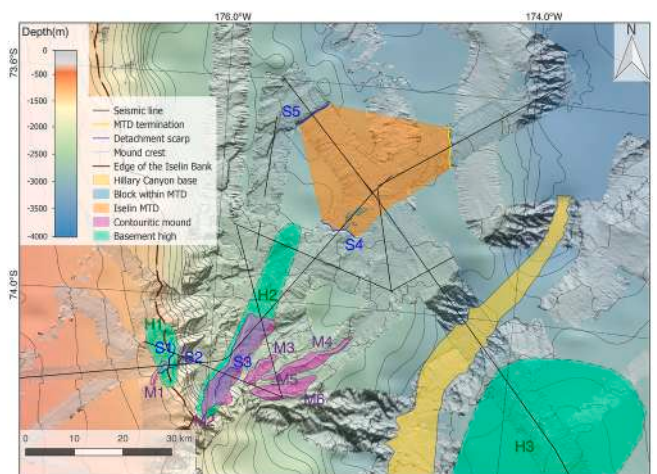 176.0°W
174.0°W
73.6°S
74.0°S
Depth(m)
0
-500
-1000
-1500
-2000
-2500
-3000
-3500
-4000
Seismic line
MTD termination
Detachment scarp
Mound crest
Edge of the Iselin Bank
Hillary Canyon base
Block within MTD
Iselin MTD
Contouritic mound
Basement high
N
S5
S4
H2
H1
S1
S2
S3
M3
M4
M1
M5
M2
M6
H3
0 10 20 30 km